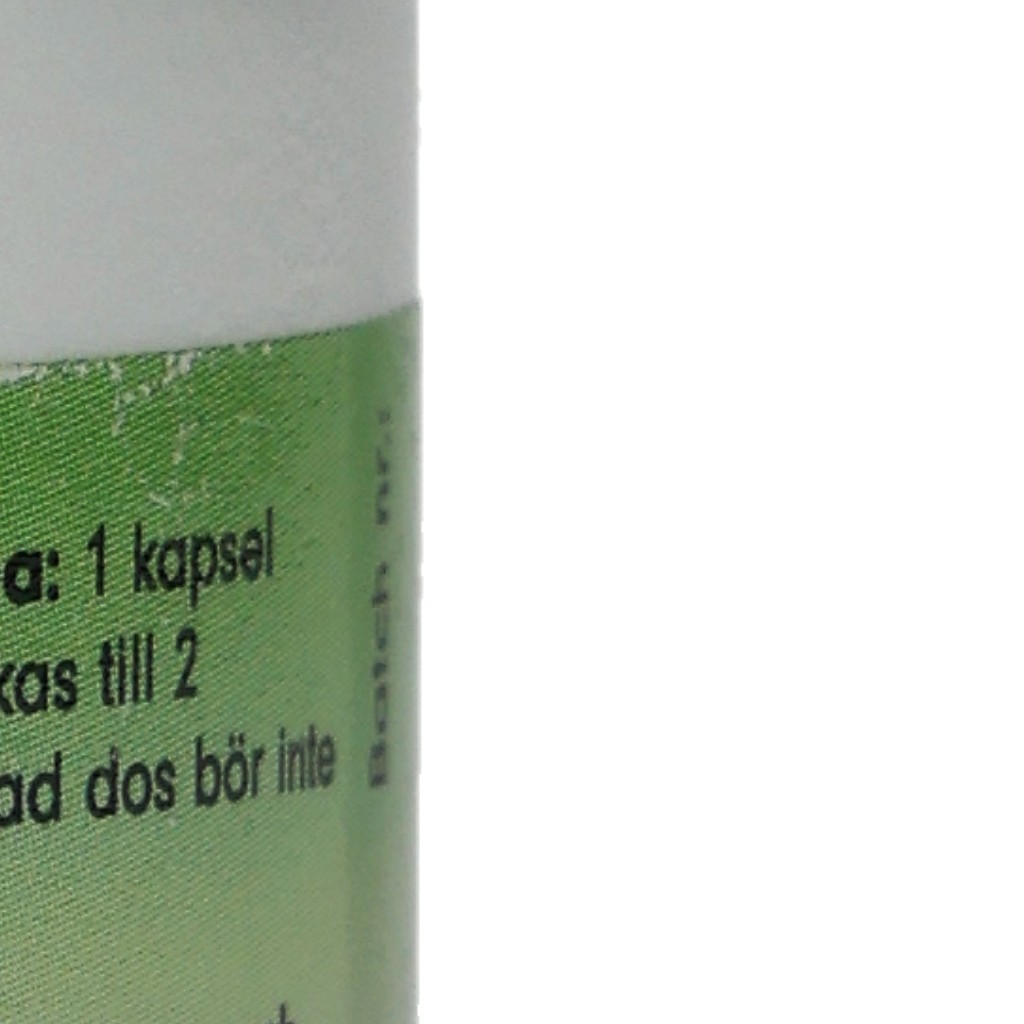 a: 1 kapsel
kas till 2
ad dos bör inte
Batch nr.: